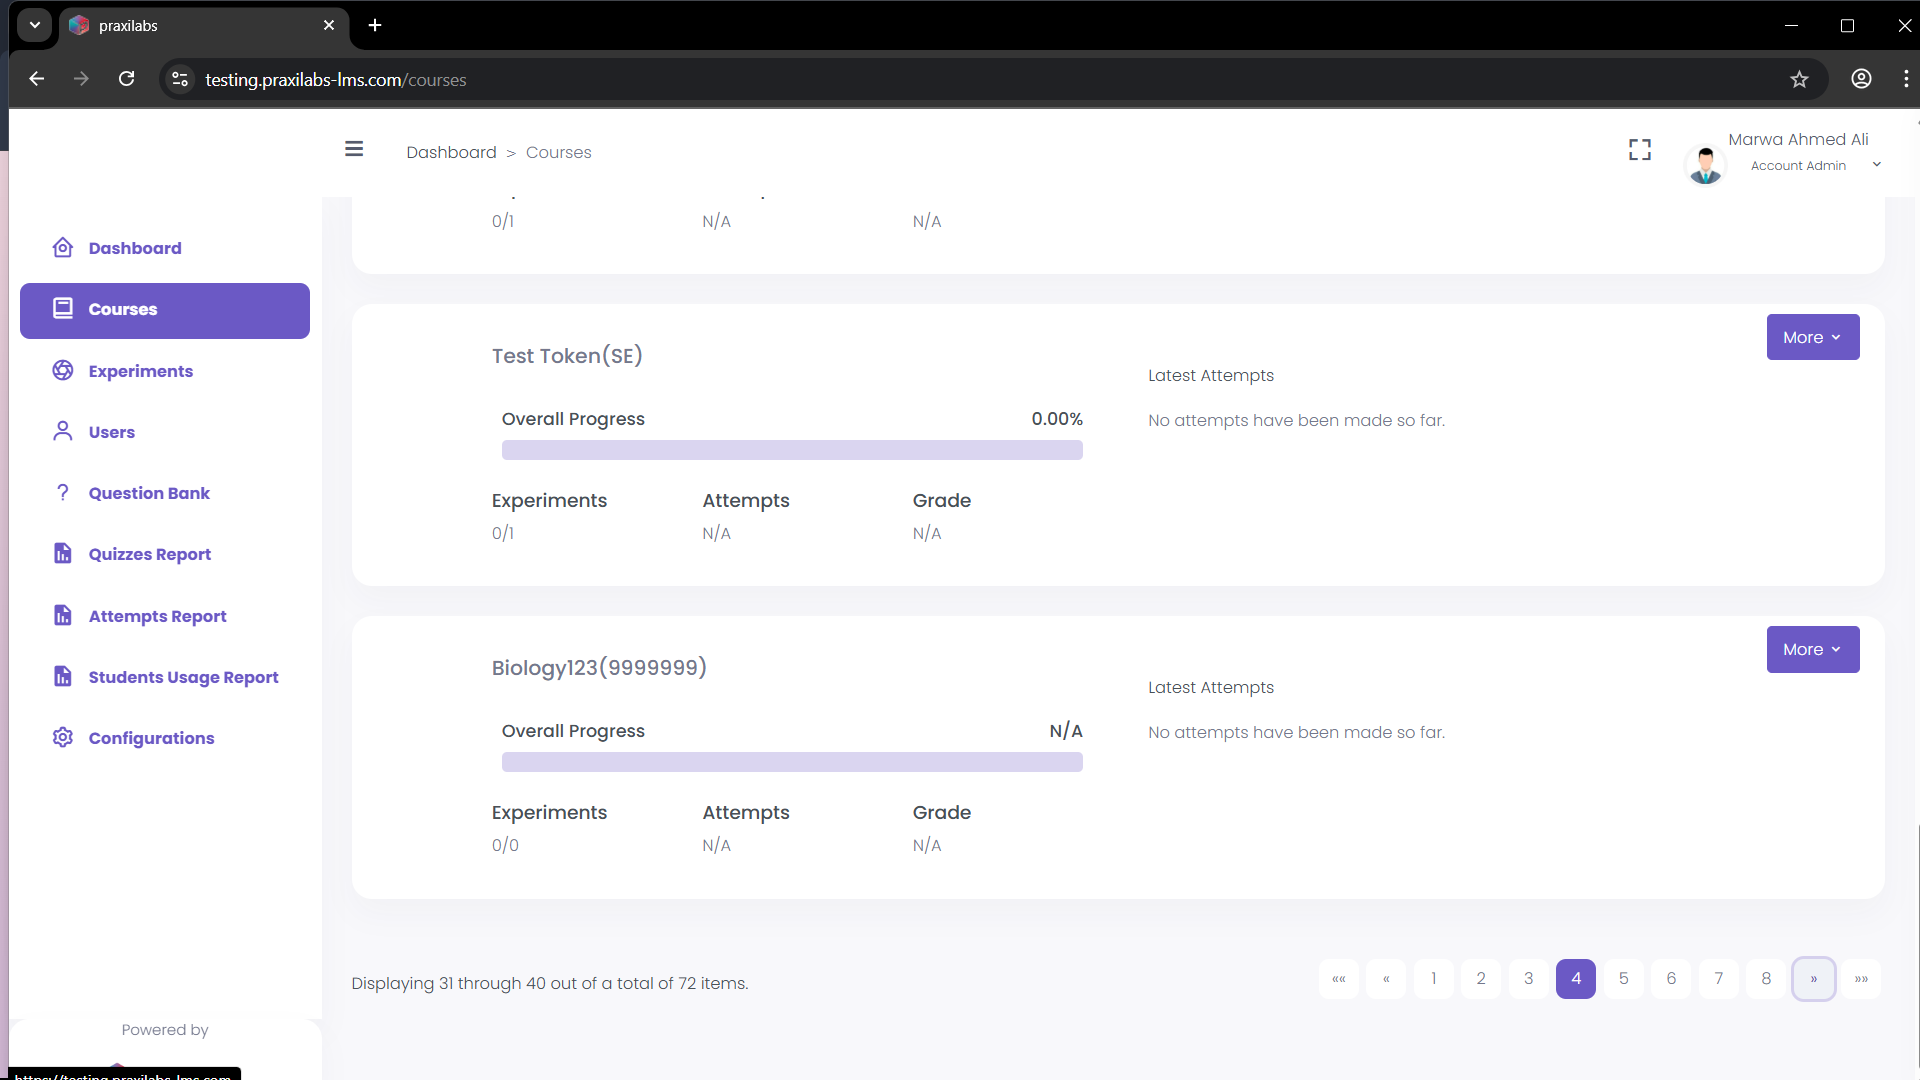 praxilabs
testing.praxilabs-lms.com/courses
Dashboard > Courses
Marwa Ahmed Ali
Account Admin
Dashboard
Courses
Experiments
Users
Question Bank
Quizzes Report
Attempts Report
Students Usage Report
Configurations
Powered by
0/1 N/A N/A
Test Token(SE)
More
Latest Attempts
Overall Progress 0.00%
No attempts have been made so far.
Experiments Attempts Grade
0/1 N/A N/A
Biology123(9999999)
More
Latest Attempts
Overall Progress N/A
No attempts have been made so far.
Experiments Attempts Grade
0/0 N/A N/A
Displaying 31 through 40 out of a total of 72 items.
«« « 1 2 3 4 5 6 7 8 » »»
https://testing.praxilabs-lms.com